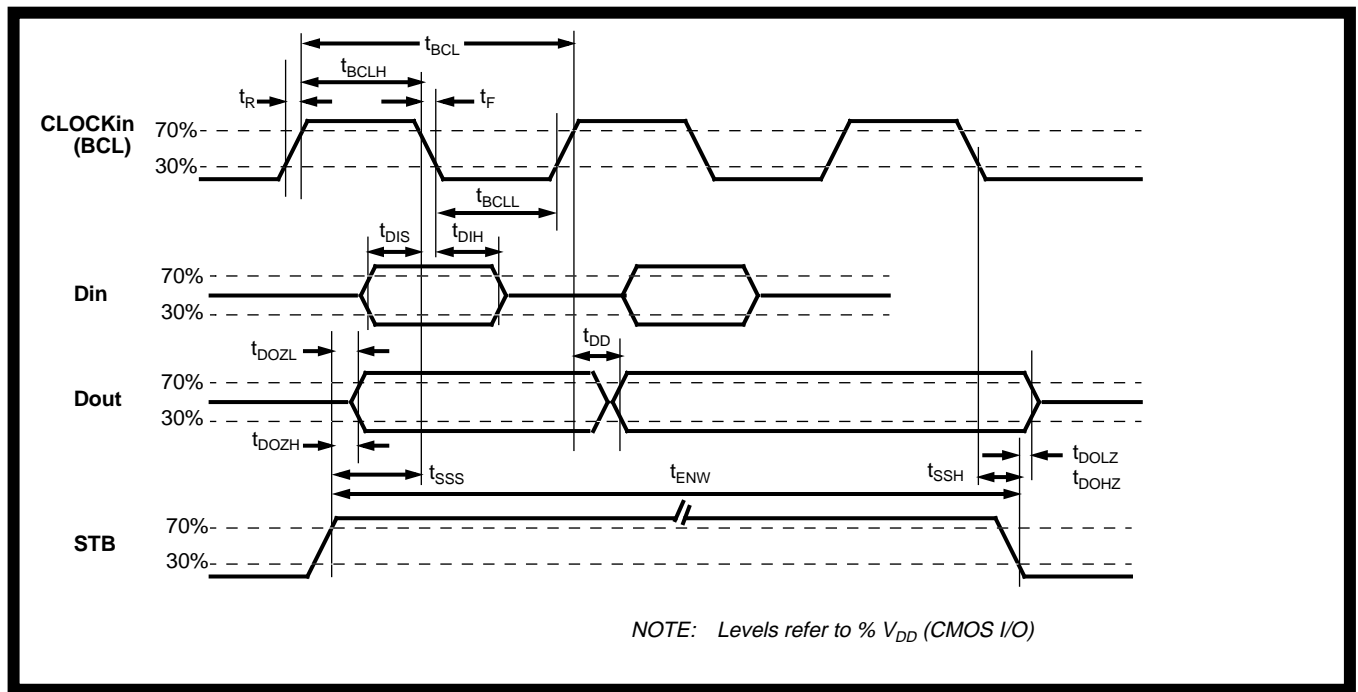 tBCL
tBCLH
tR
tF
CLOCKin
(BCL)
70%
30%
tBCLL
tDIS
tDIH
70%
Din
30%
tDOZL
tDD
70%
Dout
30%
tDOZH
tSSS
tENW
tSSH
tDOLZ
tDOHZ
70%
STB
30%
NOTE: Levels refer to % VDD (CMOS I/O)